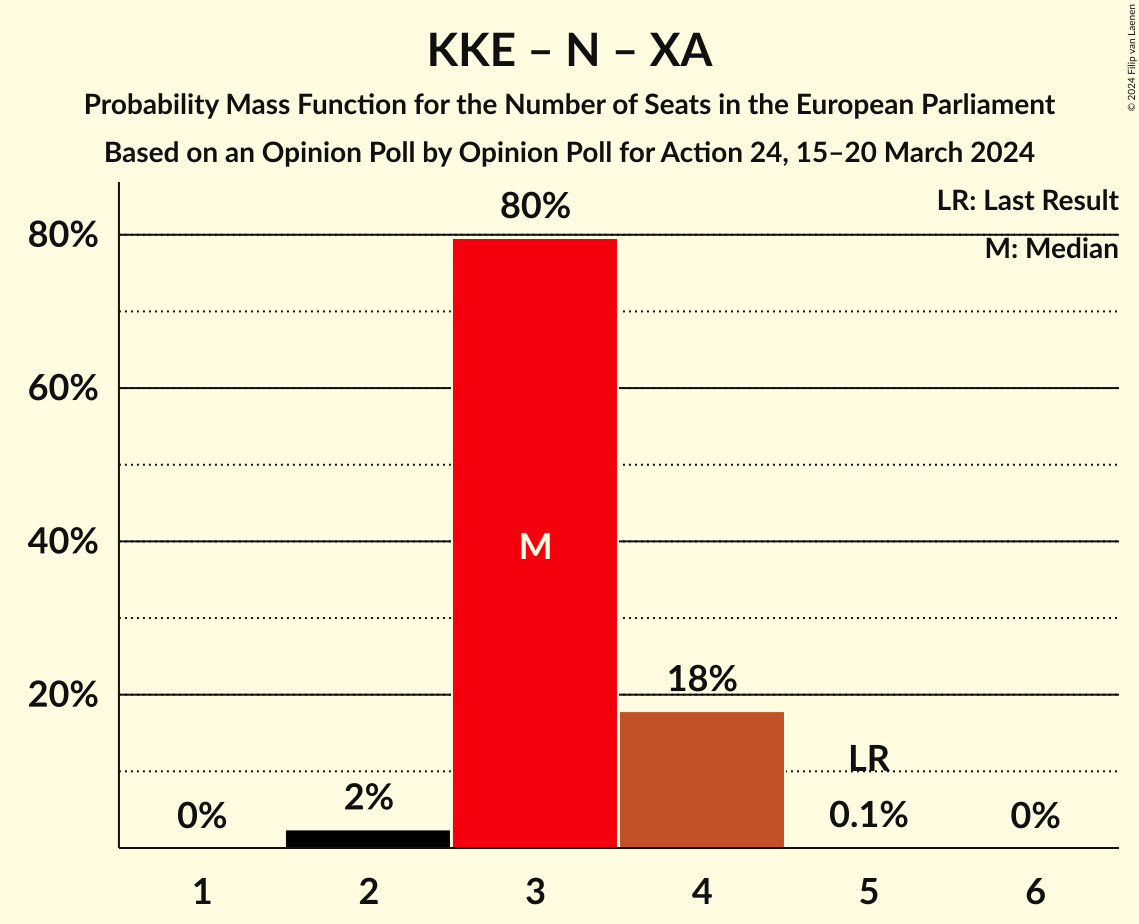 KKE – N – XA
Probability Mass Function for the Number of Seats in the European Parliament
Based on an Opinion Poll by Opinion Poll for Action 24, 15–20 March 2024
© 2024 Filip van Laenen
LR: Last Result
M: Median
80%
60%
40%
20%
0%
2%
80%
M
18%
LR
0.1%
0%
1
2
3
4
5
6